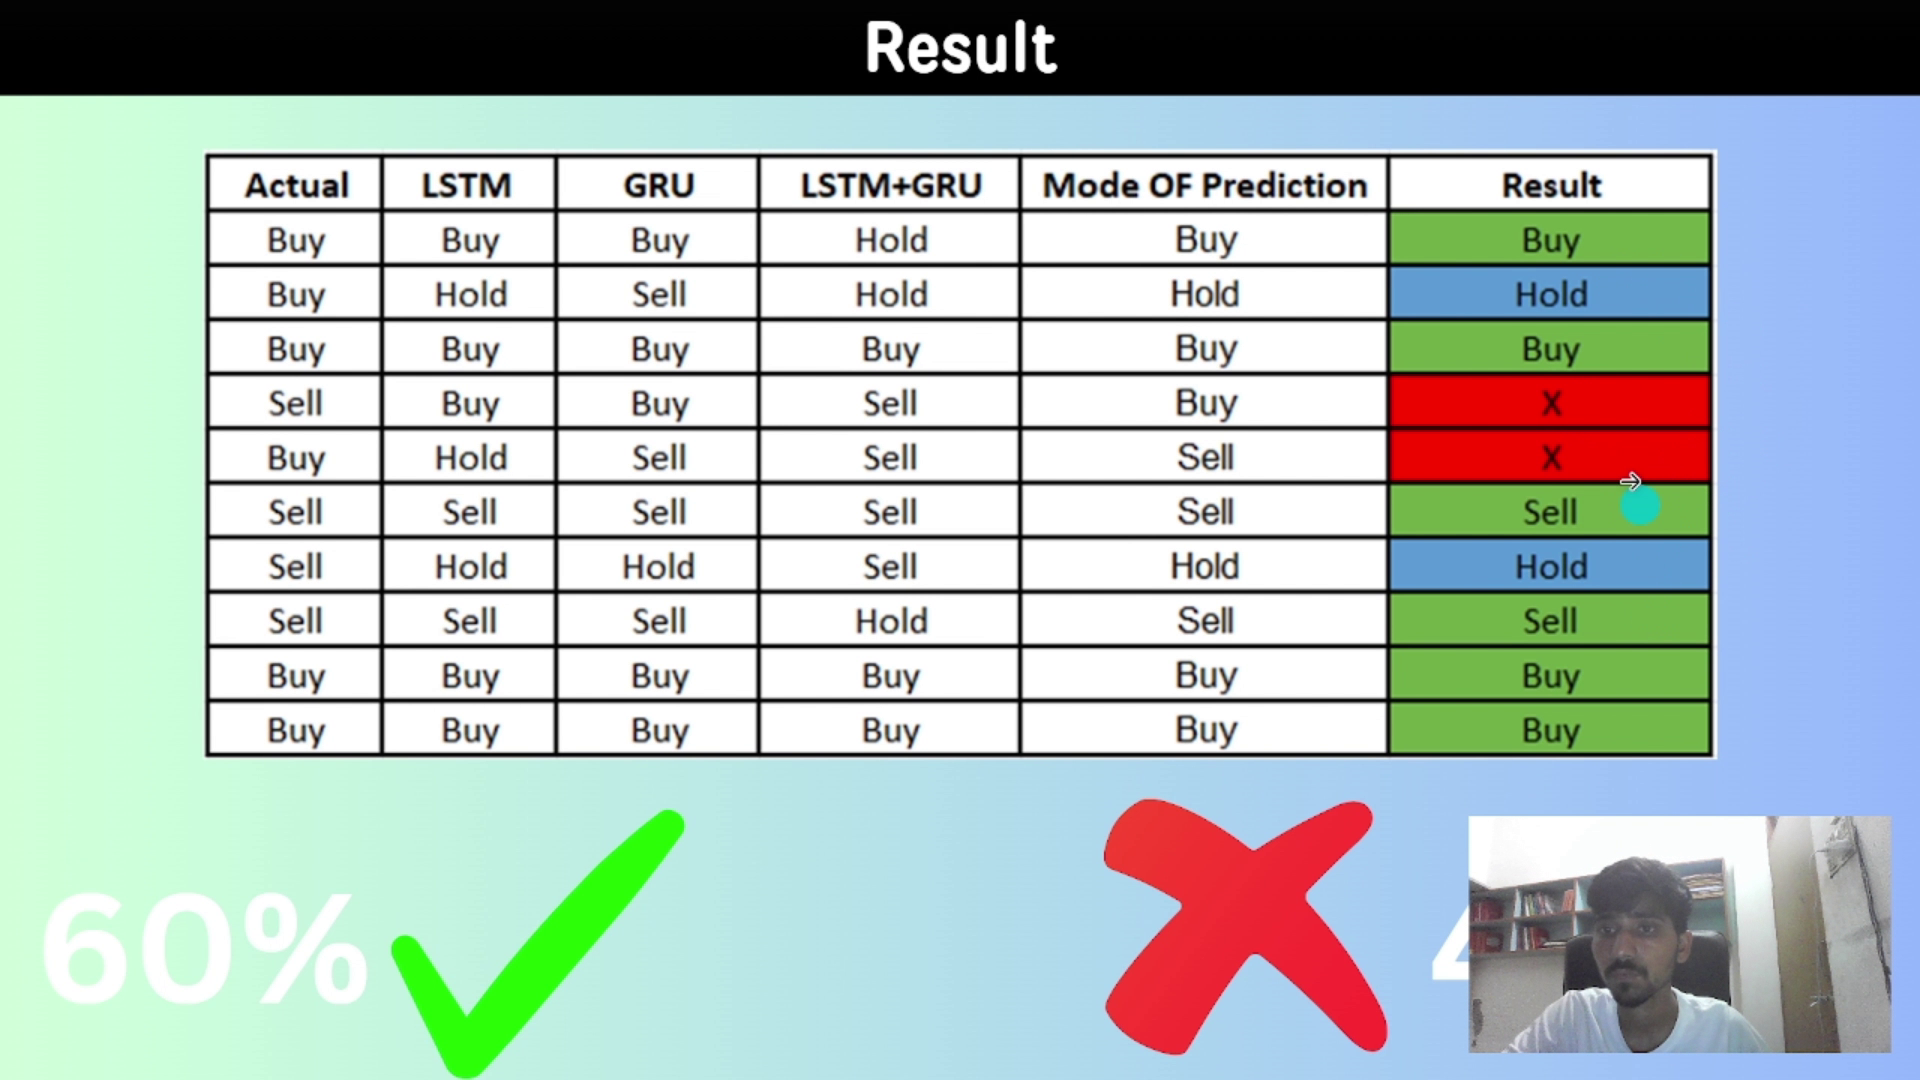 Result
Actual LSTM GRU LSTM+GRU Mode OF Prediction Result
Buy Buy Buy Hold Buy Buy
Buy Hold Sell Hold Hold Hold
Buy Buy Buy Buy Buy Buy
Sell Buy Buy Sell Buy X
Buy Hold Sell Sell Sell X
Sell Sell Sell Sell Sell Sell
Sell Hold Hold Sell Hold Hold
Sell Sell Sell Hold Sell Sell
Buy Buy Buy Buy Buy Buy
Buy Buy Buy Buy Buy Buy
60%